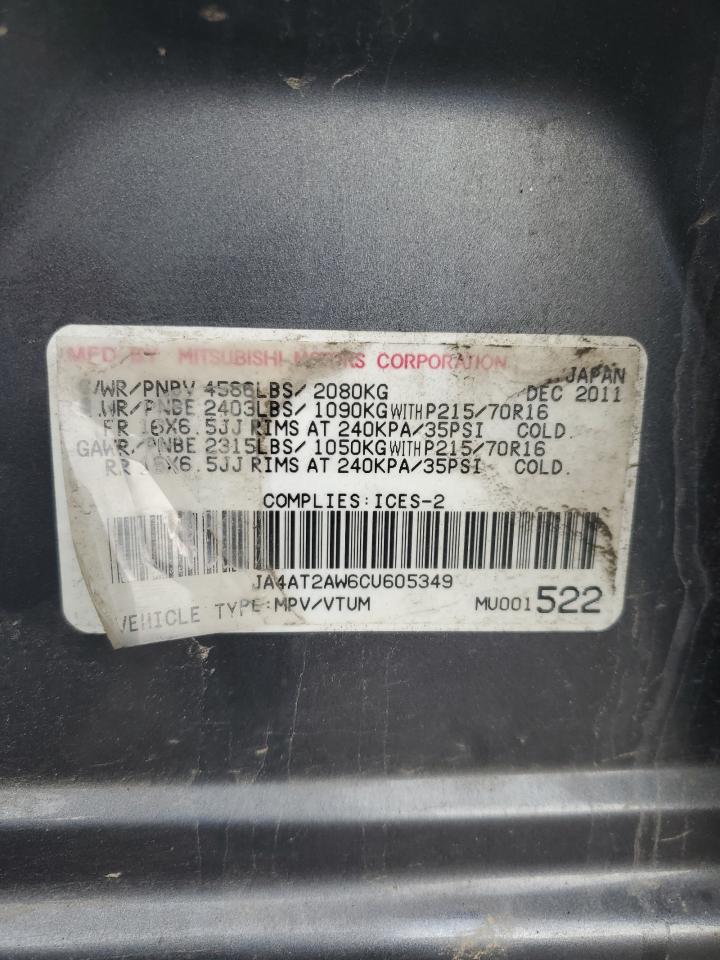 MFD BY MITSUBISHI MOTORS CORPORATION
JAPAN
/WR/PNBV 4586LBS/ 2080KG DEC 2011
WR/PNBE 2403LBS/ 1090KG WITH P215/70R16
FR 16X6.5JJ RIMS AT 240KPA/35PSI COLD.
GAWR/PNBE 2315LBS/ 1050KG WITH P215/70R16
RR 16X6.5JJ RIMS AT 240KPA/35PSI COLD.
COMPLIES:ICES-2
JA4AT2AW6CU605349
VEHICLE TYPE:MPV/VTUM MU001522